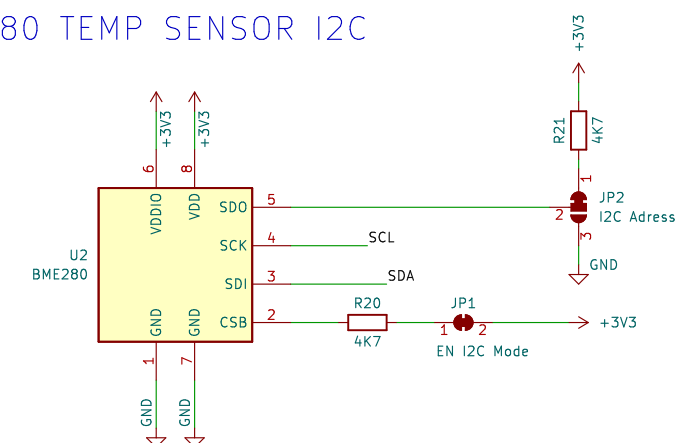 80 TEMP SENSOR I2C
+3V3
+3V3
+3V3
R21
4K7
6
8
1
VDDIO
VDD
SDO
5
2
JP2
I2C Adress
3
SCK
4
SCL
GND
U2
BME280
SDI
3
SDA
GND
GND
CSB
2
R20
4K7
JP1
1
2
+3V3
EN I2C Mode
1
7
GND
GND